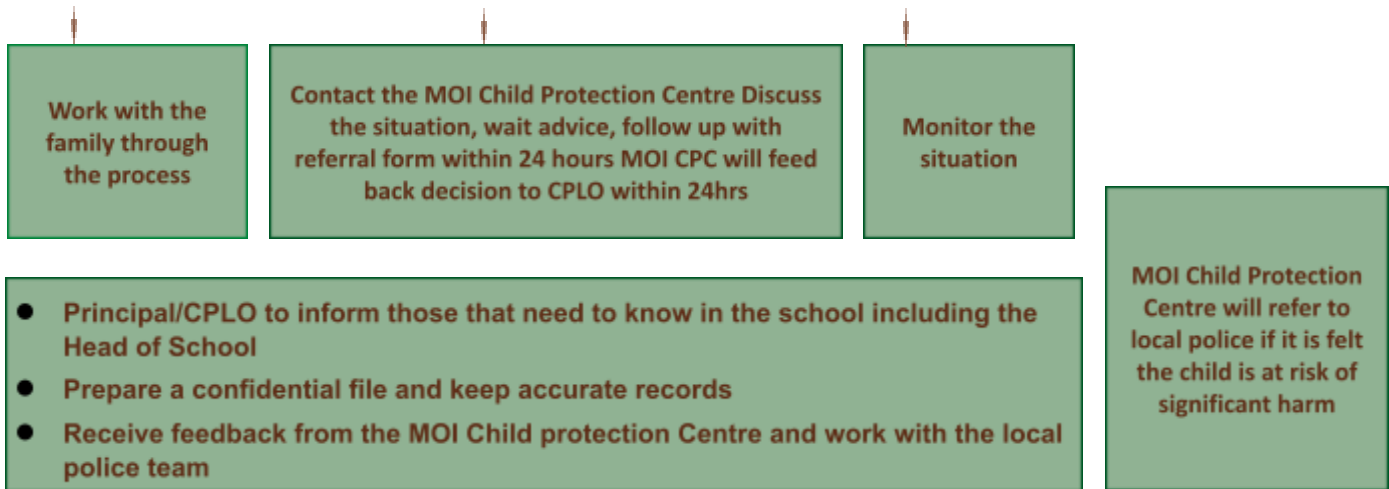 Work with the
family through
the process
Contact the MOI Child Protection Centre Discuss
the situation, wait advice, follow up with
referral form within 24 hours MOI CPC will feed
back decision to CPLO within 24hrs
Monitor the
situation
MOI Child Protection
Centre will refer to
local police if it is felt
the child is at risk of
significant harm
● Principal/CPLO to inform those that need to know in the school including the
Head of School
● Prepare a confidential file and keep accurate records
● Receive feedback from the MOI Child protection Centre and work with the local
police team